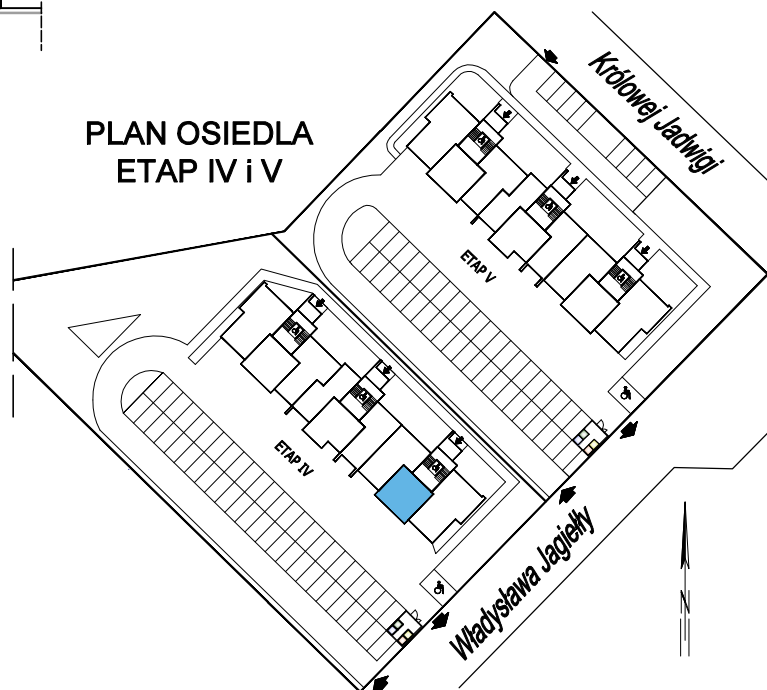 PLAN OSIEDLA
ETAP IV i V
Królowej Jadwigi
ETAP V
ETAP IV
Władysława Jagiełły
N